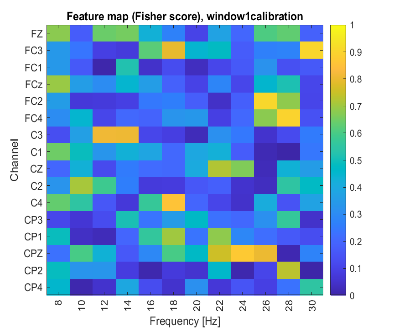 Feature map (Fisher score), window1calibration
Channel
FZ
FC3
FC1
FCz
FC2
FC4
C3
C1
CZ
C2
C4
CP3
CP1
CPZ
CP2
CP4
8 10 12 14 16 18 20 22 24 26 28 30
Frequency [Hz]
1
0.9
0.8
0.7
0.6
0.5
0.4
0.3
0.2
0.1
0